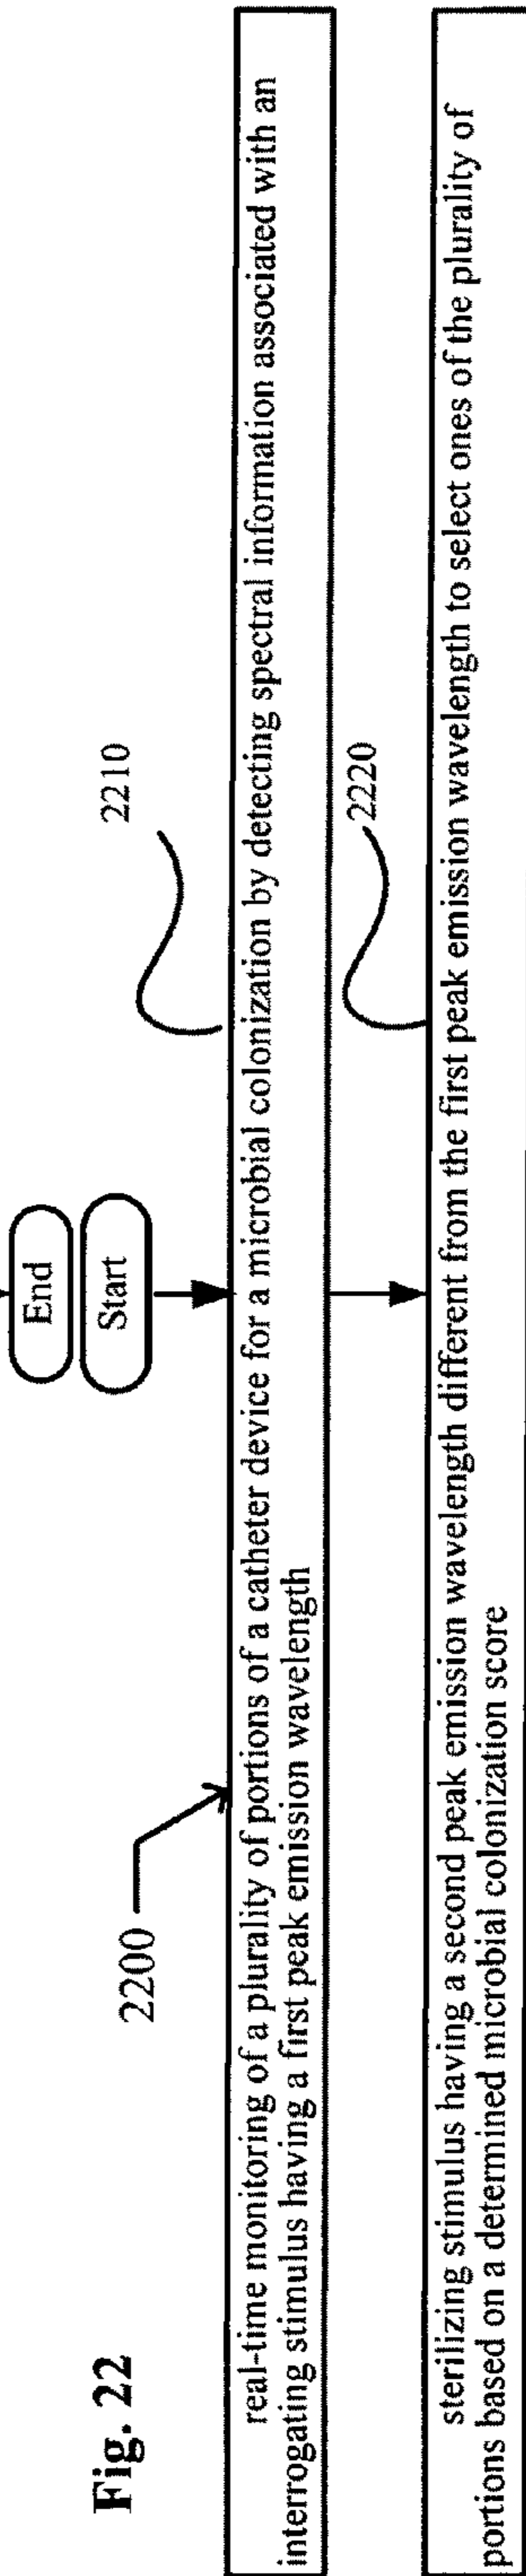 Fig. 22
End
Start
2200
2210
real-time monitoring of a plurality of portions of a catheter device for a microbial colonization by detecting spectral information associated with an
interrogating stimulus having a first peak emission wavelength
2220
sterilizing stimulus having a second peak emission wavelength different from the first peak emission wavelength to select ones of the plurality of
portions based on a determined microbial colonization score